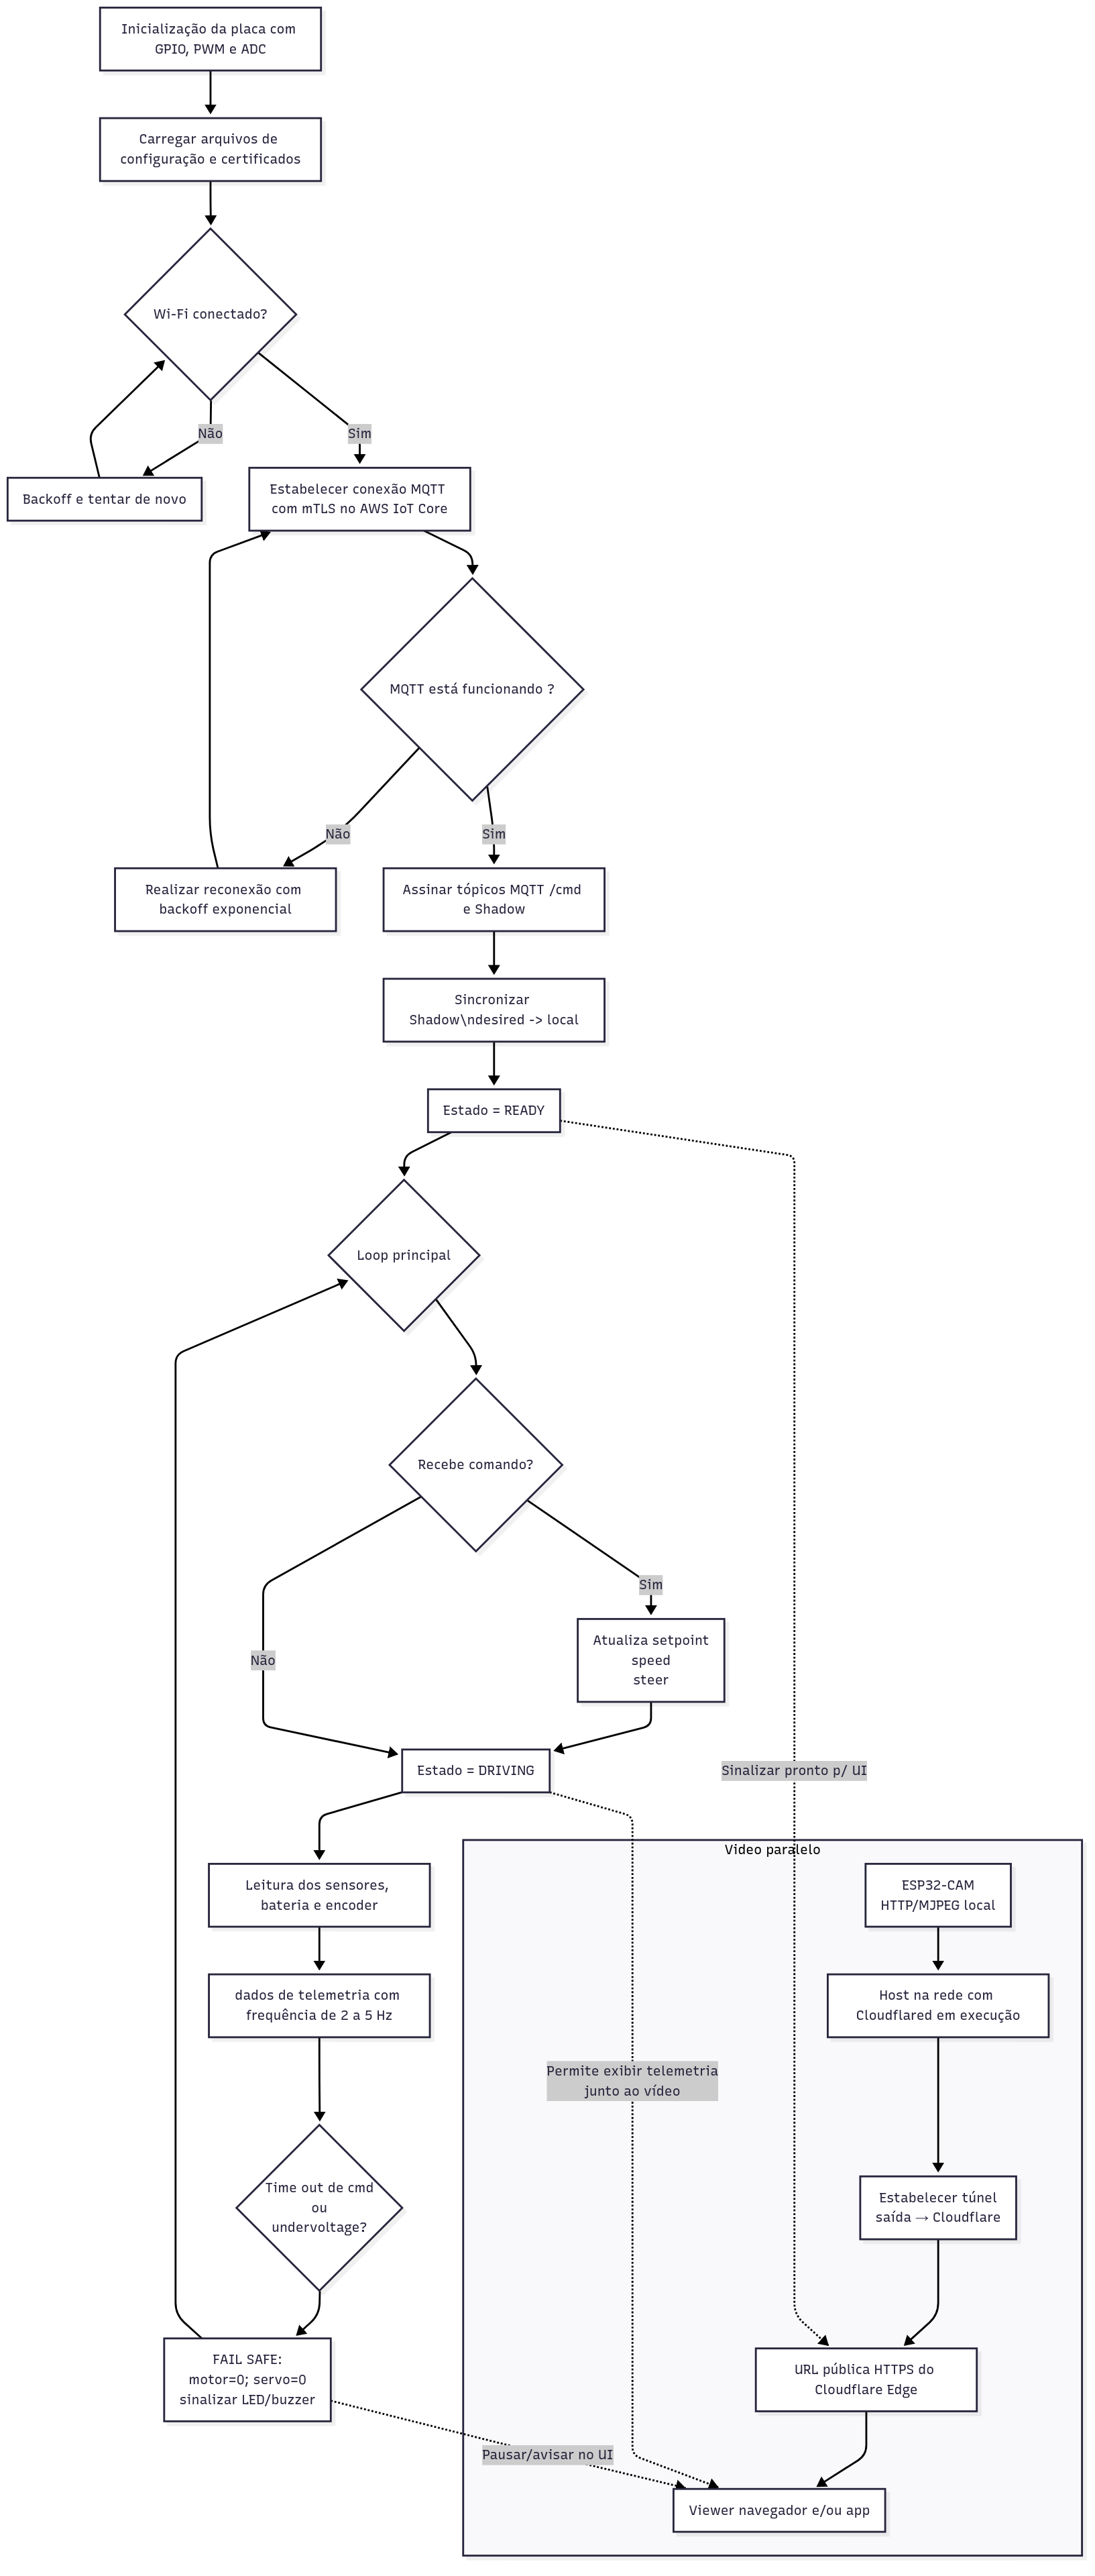 Inicialização da placa com
GPIO, PWM e ADC
Carregar arquivos de
configuração e certificados
Wi-Fi conectado?
Não
Sim
Backoff e tentar de novo
Estabelecer conexão MQTT
com mTLS no AWS IoT Core
MQTT está funcionando ?
Não
Sim
Realizar reconexão com
backoff exponencial
Assinar tópicos MQTT /cmd
e Shadow
Sincronizar
Shadow\ndesired -> local
Estado = READY
Loop principal
Recebe comando?
Sim
Não
Atualiza setpoint
speed
steer
Estado = DRIVING
Sinalizar pronto p/ UI
Video paralelo
Leitura dos sensores,
bateria e encoder
ESP32-CAM
HTTP/MJPEG local
dados de telemetria com
frequência de 2 a 5 Hz
Host na rede com
Cloudflared em execução
Permite exibir telemetria
junto ao vídeo
Time out de cmd
ou
undervoltage?
Estabelecer túnel
saída → Cloudflare
FAIL SAFE:
motor=0; servo=0
sinalizar LED/buzzer
URL pública HTTPS do
Cloudflare Edge
Pausar/avisar no UI
Viewer navegador e/ou app